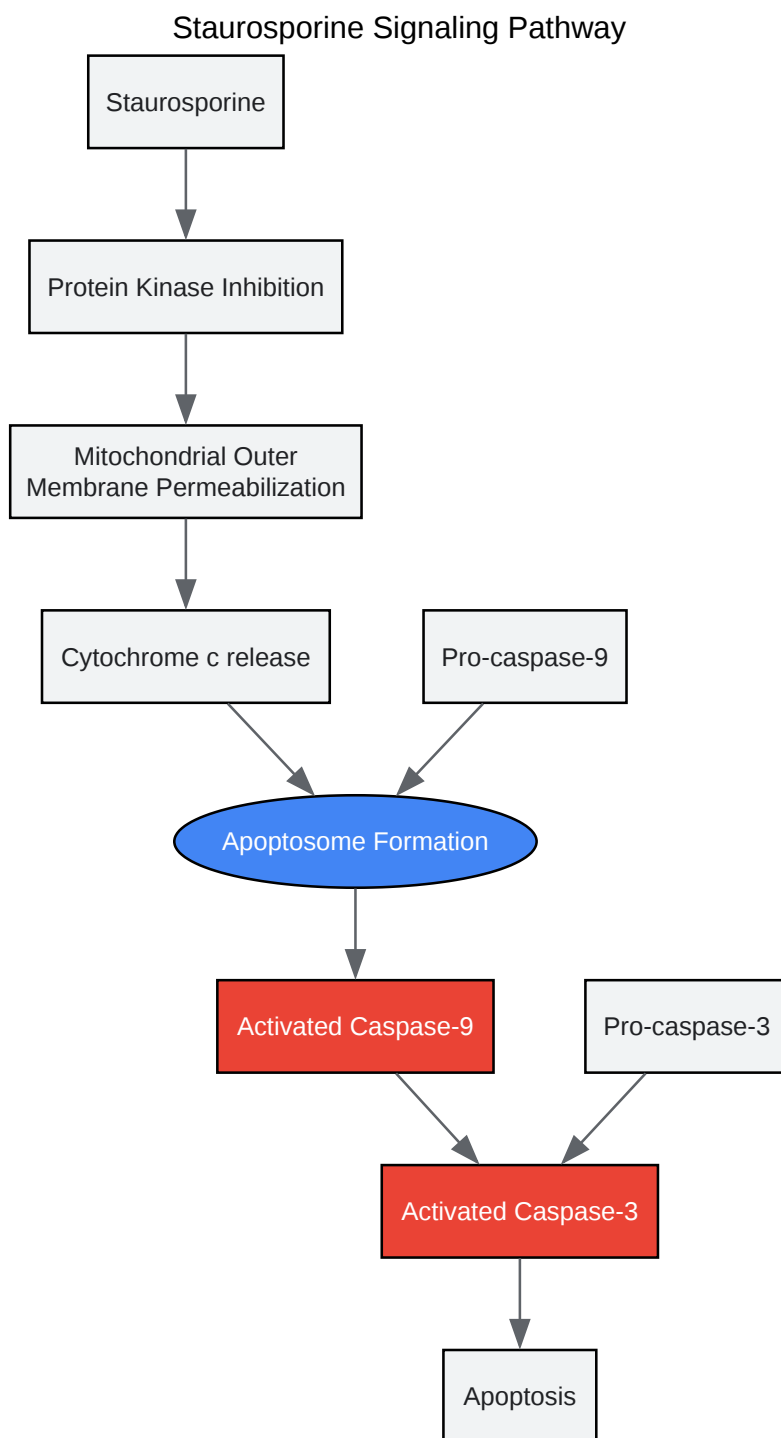 Staurosporine Signaling Pathway
Staurosporine
Protein Kinase Inhibition
Mitochondrial Outer
Membrane Permeabilization
Cytochrome c release
Pro-caspase-9
Apoptosome Formation
Activated Caspase-9
Pro-caspase-3
Activated Caspase-3
Apoptosis